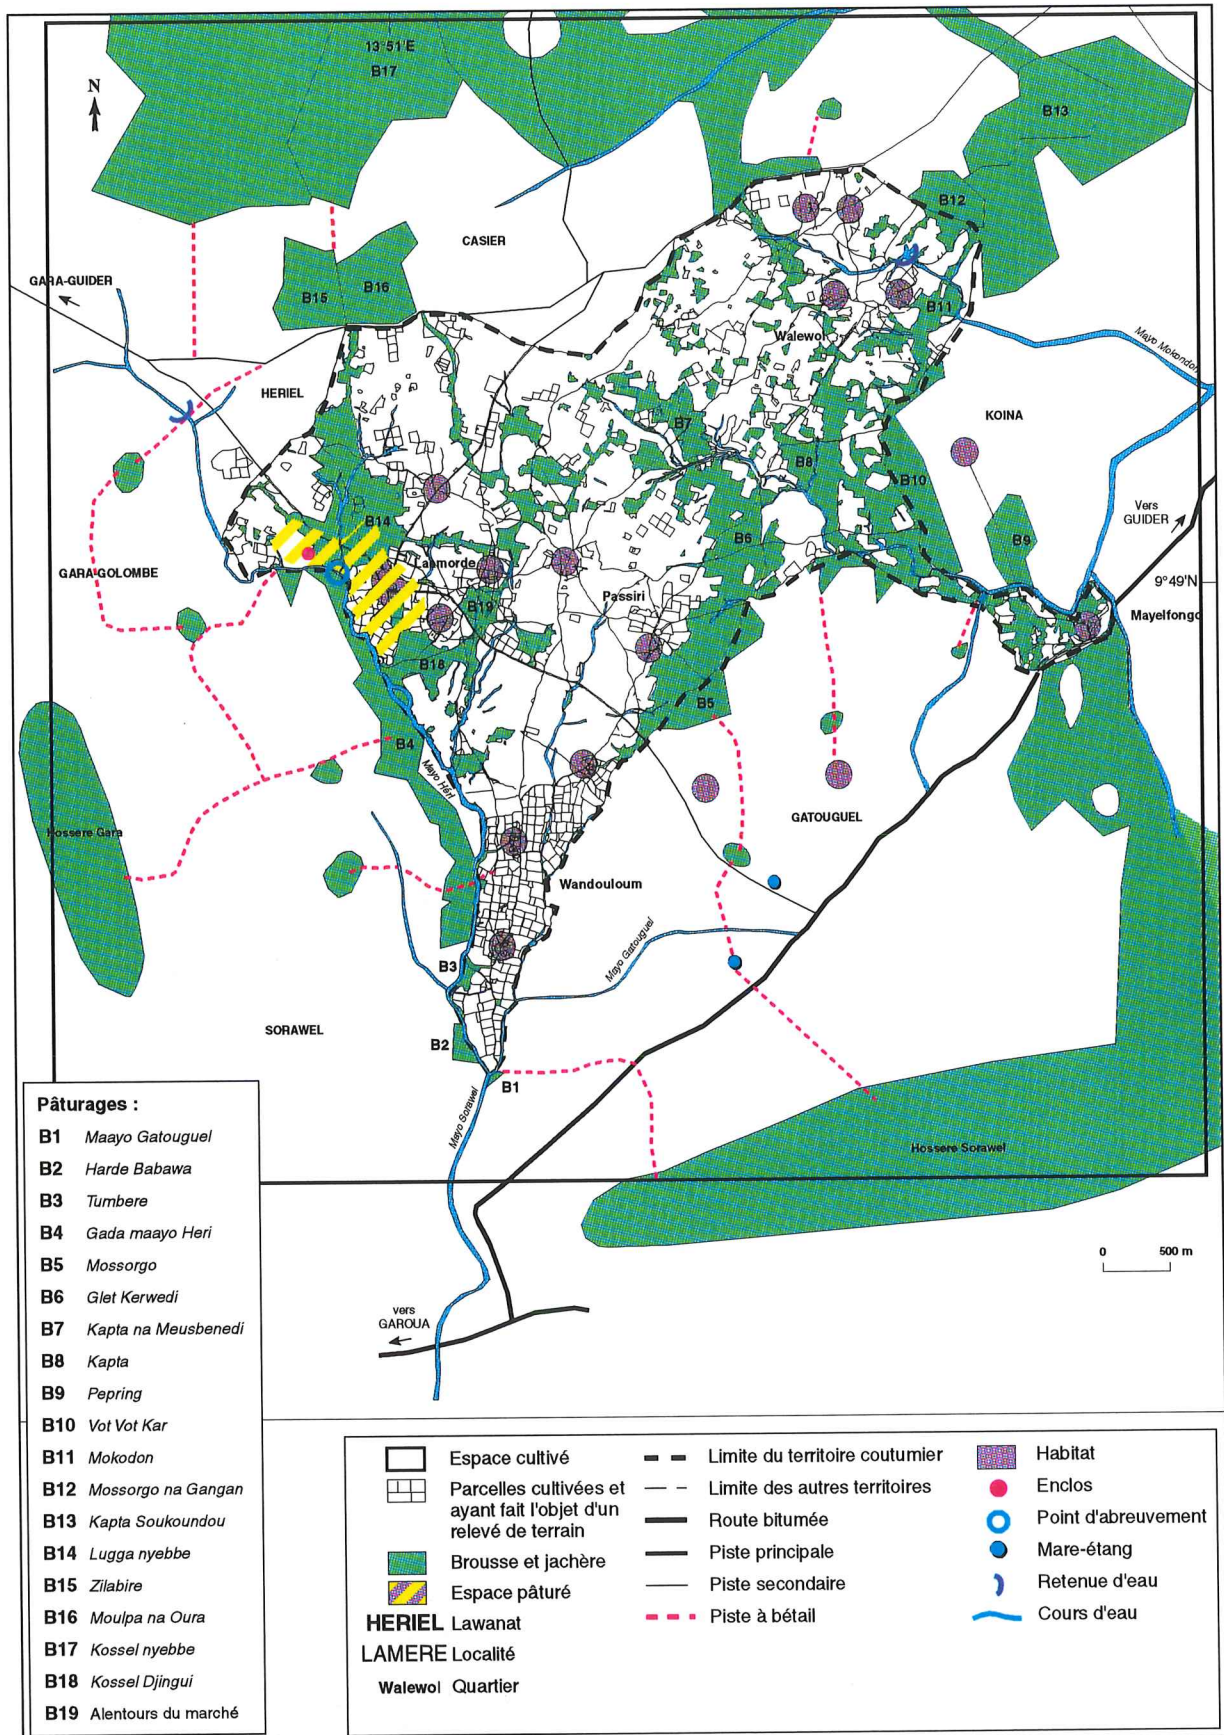 13°51'E
B17
N
B13
B12
CASIER
GARA-GUIDER
B16
B15
B11
Walewol
Mayo Mokondon
HERIEL
KOINA
B7
B8
B10
Vers
GUIDER
B14
B9
B6
GARA-GOLOMBE
Lamorde
9°49'N
Passiri
B19
Mayelfongo
B18
B5
B4
Mayo Héri
GATOUGUEL
Hossere Gara
Wandouloum
Mayo Gatouguel
B3
SORAWEL
B2
B1
Mayo Sorawel
Hossere Sorawel
0 500 m
vers
GAROUA
Pâturages :
B1 Maayo Gatouguel
B2 Harde Babawa
B3 Tumbere
B4 Gada maayo Heri
B5 Mossorgo
B6 Glet Kerwedi
B7 Kapta na Meusbenedi
B8 Kapta
B9 Pepring
B10 Vot Vot Kar
B11 Mokodon
B12 Mossorgo na Gangan
B13 Kapta Soukoundou
B14 Lugga nyebbe
B15 Zilabire
B16 Moulpa na Oura
B17 Kossel nyebbe
B18 Kossel Djingui
B19 Alentours du marché
Espace cultivé
Parcelles cultivées et
ayant fait l'objet d'un
relevé de terrain
Brousse et jachère
Espace pâturé
HERIEL Lawanat
LAMERE Localité
Walewol Quartier
Limite du territoire coutumier
Limite des autres territoires
Route bitumée
Piste principale
Piste secondaire
Piste à bétail
Habitat
Enclos
Point d'abreuvement
Mare-étang
Retenue d'eau
Cours d'eau